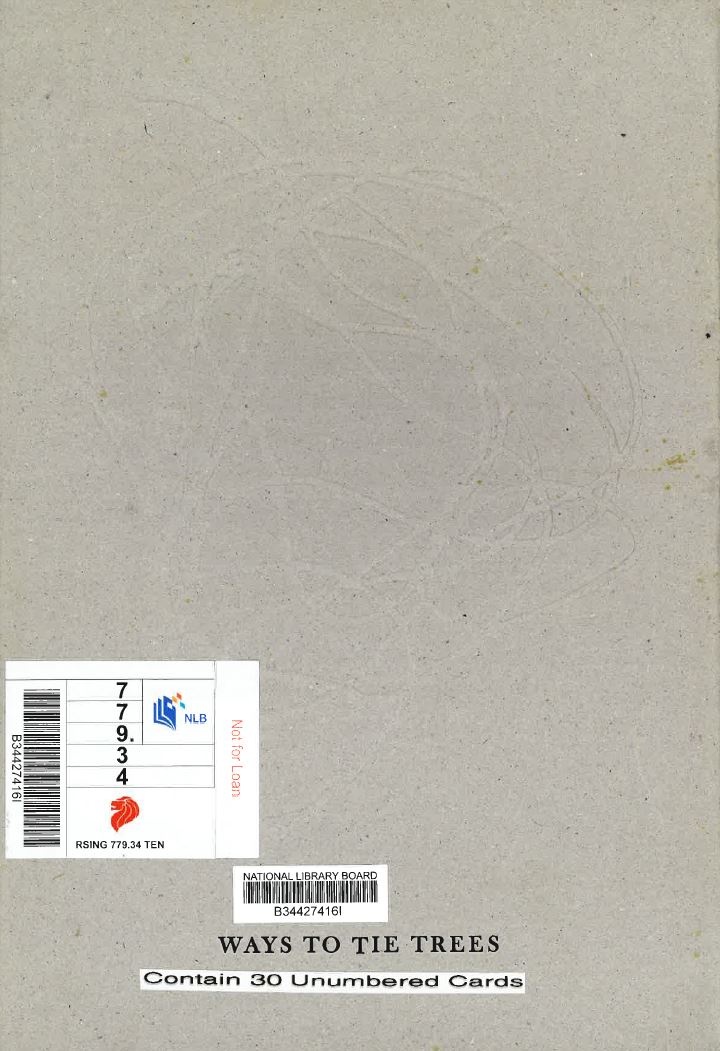 7
7
9.
3
4
NLB
B34427416I
Not for Loan
RSING 779.34 TEN
NATIONAL LIBRARY BOARD
B34427416I
WAYS TO TIE TREES
Contain 30 Unumbered Cards